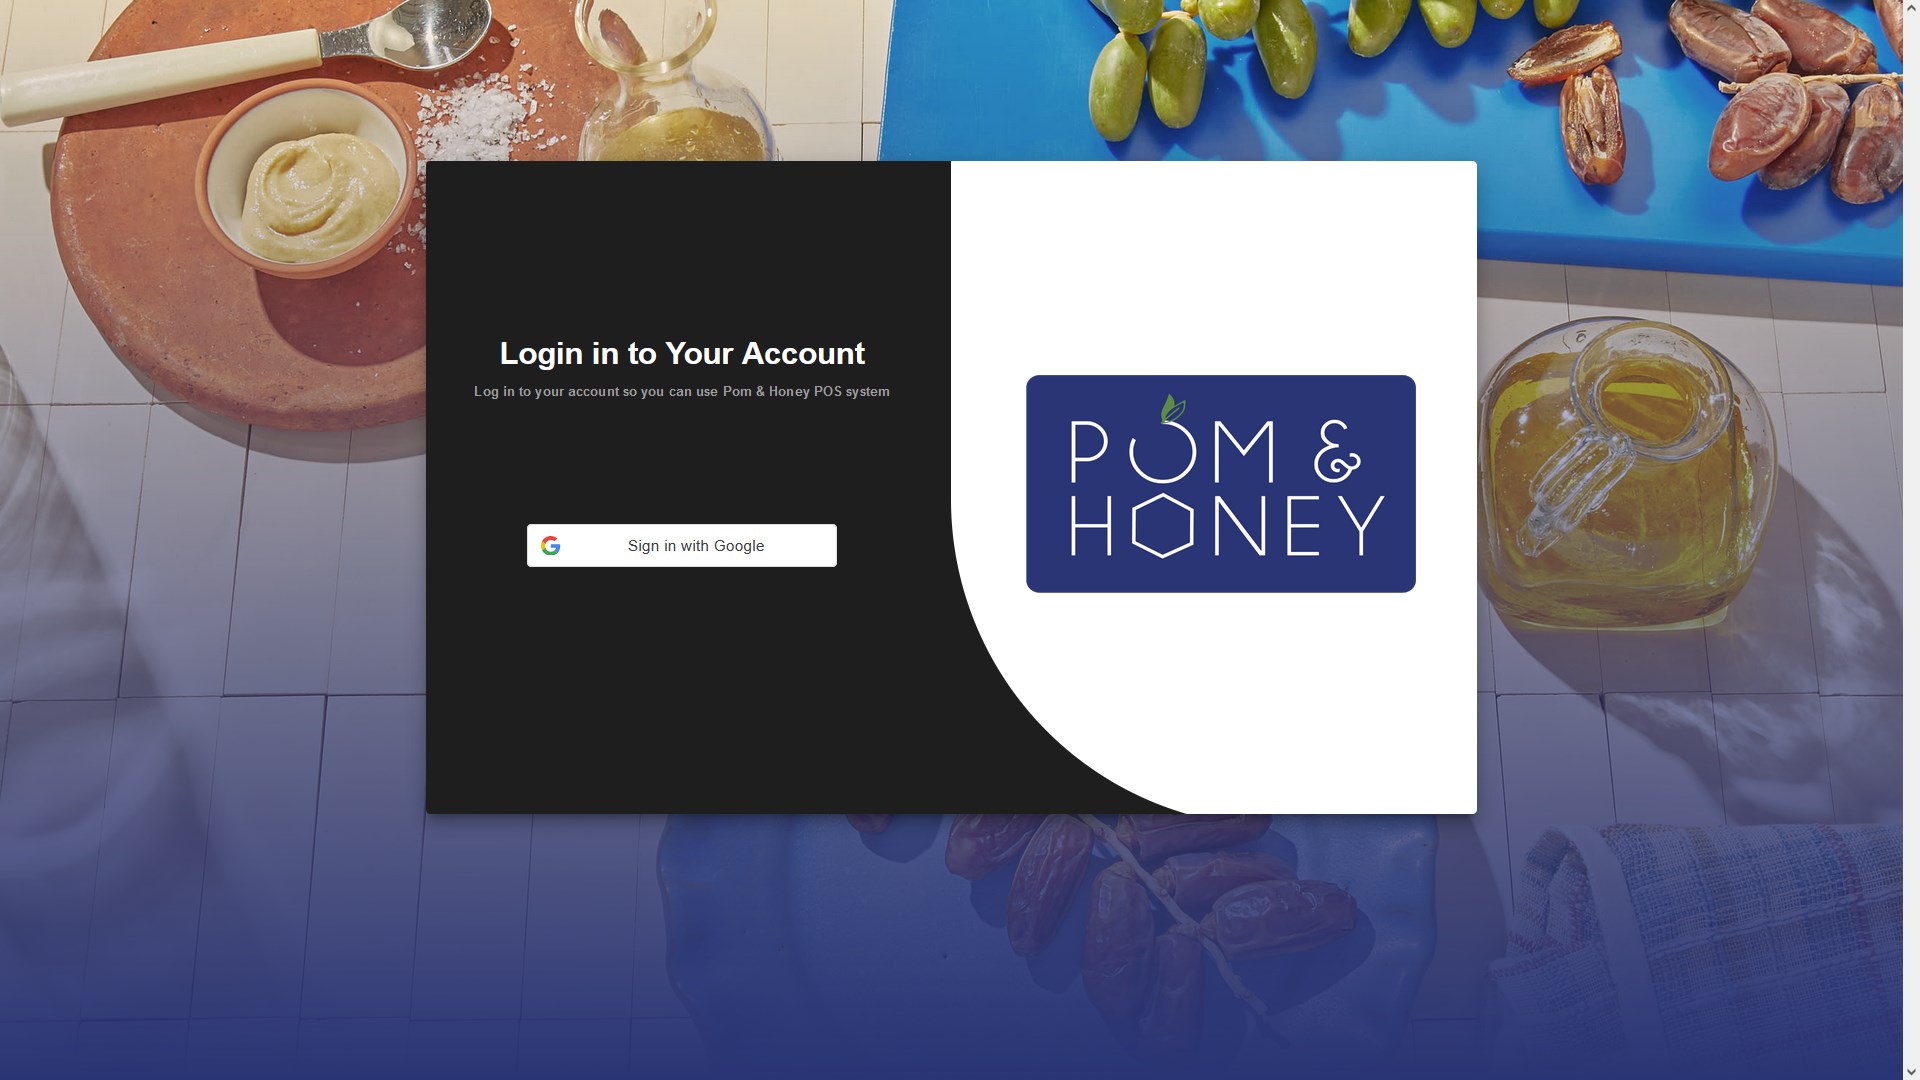 Login in to Your Account
Log in to your account so you can use Pom & Honey POS system
Sign in with Google
POM &
HONEY